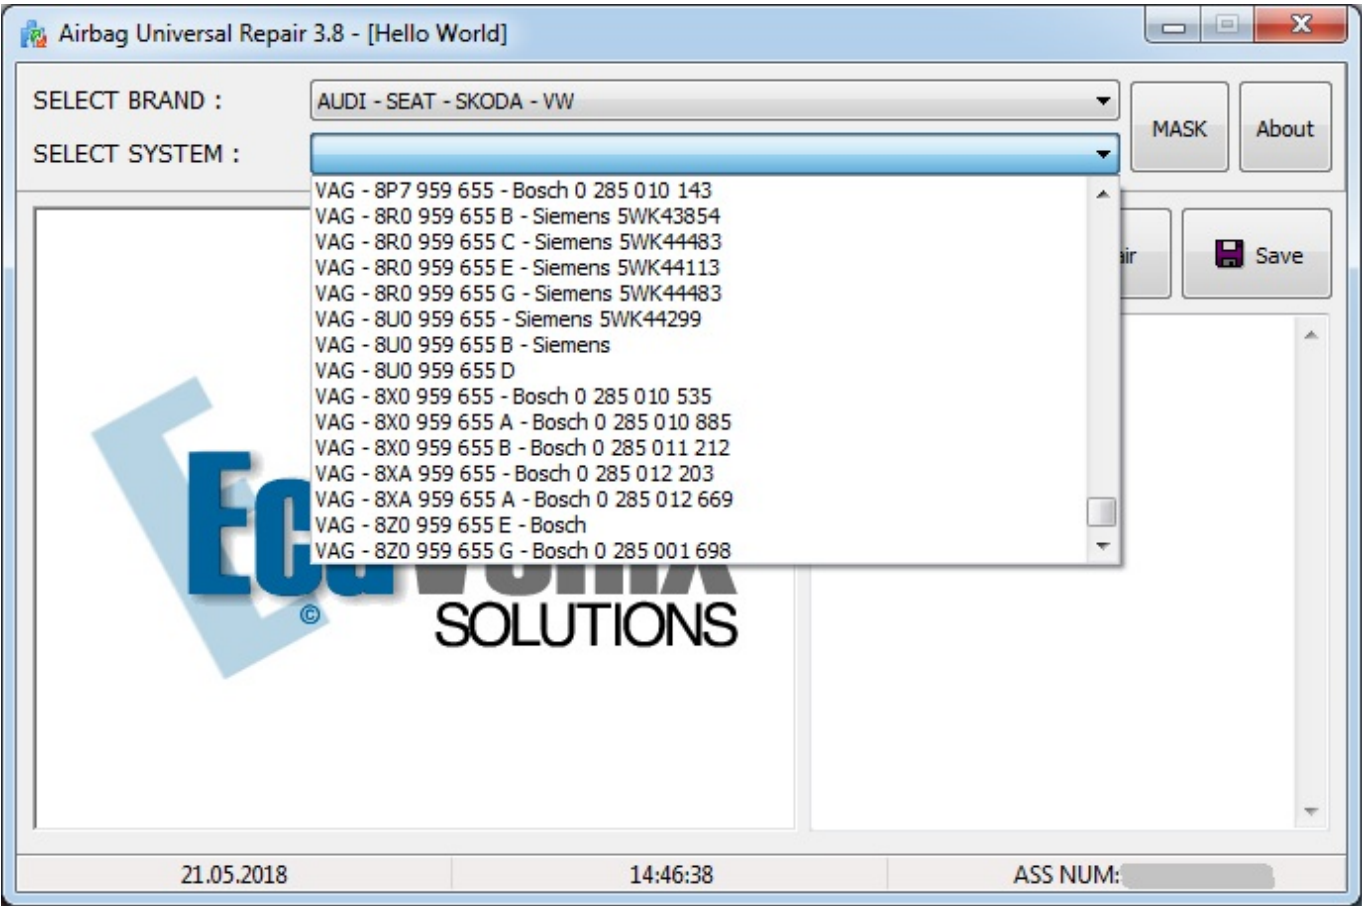 Airbag Universal Repair 3.8 - [Hello World]
SELECT BRAND :
AUDI - SEAT - SKODA - VW
MASK
About
SELECT SYSTEM :
VAG - 8P7 959 655 - Bosch 0 285 010 143
VAG - 8R0 959 655 B - Siemens 5WK43854
VAG - 8R0 959 655 C - Siemens 5WK44483
VAG - 8R0 959 655 E - Siemens 5WK44113
VAG - 8R0 959 655 G - Siemens 5WK44483
VAG - 8U0 959 655 - Siemens 5WK44299
VAG - 8U0 959 655 B - Siemens
VAG - 8U0 959 655 D
VAG - 8X0 959 655 - Bosch 0 285 010 535
VAG - 8X0 959 655 A - Bosch 0 285 010 885
VAG - 8X0 959 655 B - Bosch 0 285 011 212
VAG - 8XA 959 655 - Bosch 0 285 012 203
VAG - 8XA 959 655 A - Bosch 0 285 012 669
VAG - 8Z0 959 655 E - Bosch
VAG - 8Z0 959 655 G - Bosch 0 285 001 698
Save
©
SOLUTIONS
21.05.2018
14:46:38
ASS NUM: